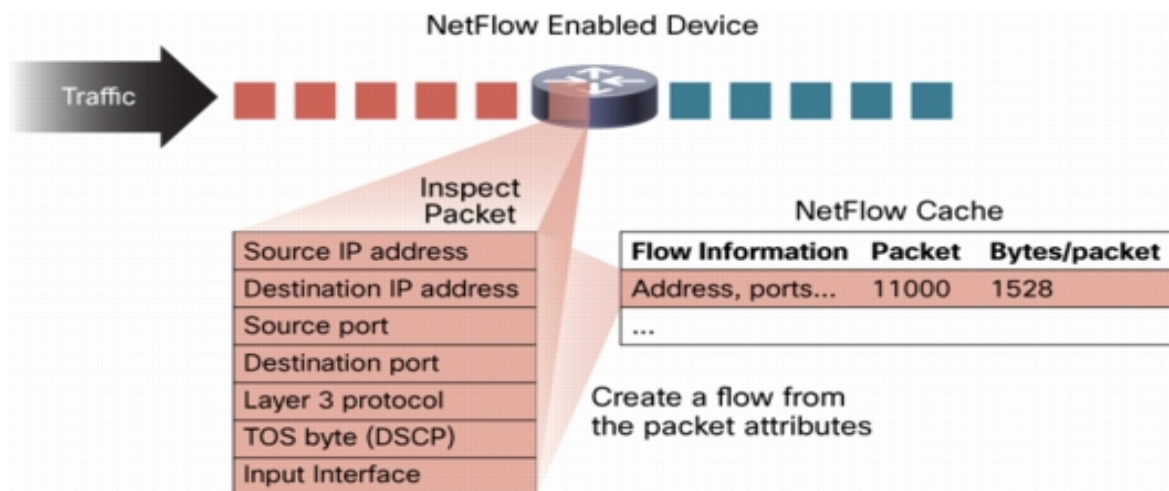 NetFlow Enabled Device
Traffic
Inspect
Packet
Source IP address
Destination IP address
Source port
Destination port
Layer 3 protocol
TOS byte (DSCP)
Input Interface
NetFlow Cache
Flow Information Packet Bytes/packet
Address, ports... 11000 1528
...
Create a flow from
the packet attributes